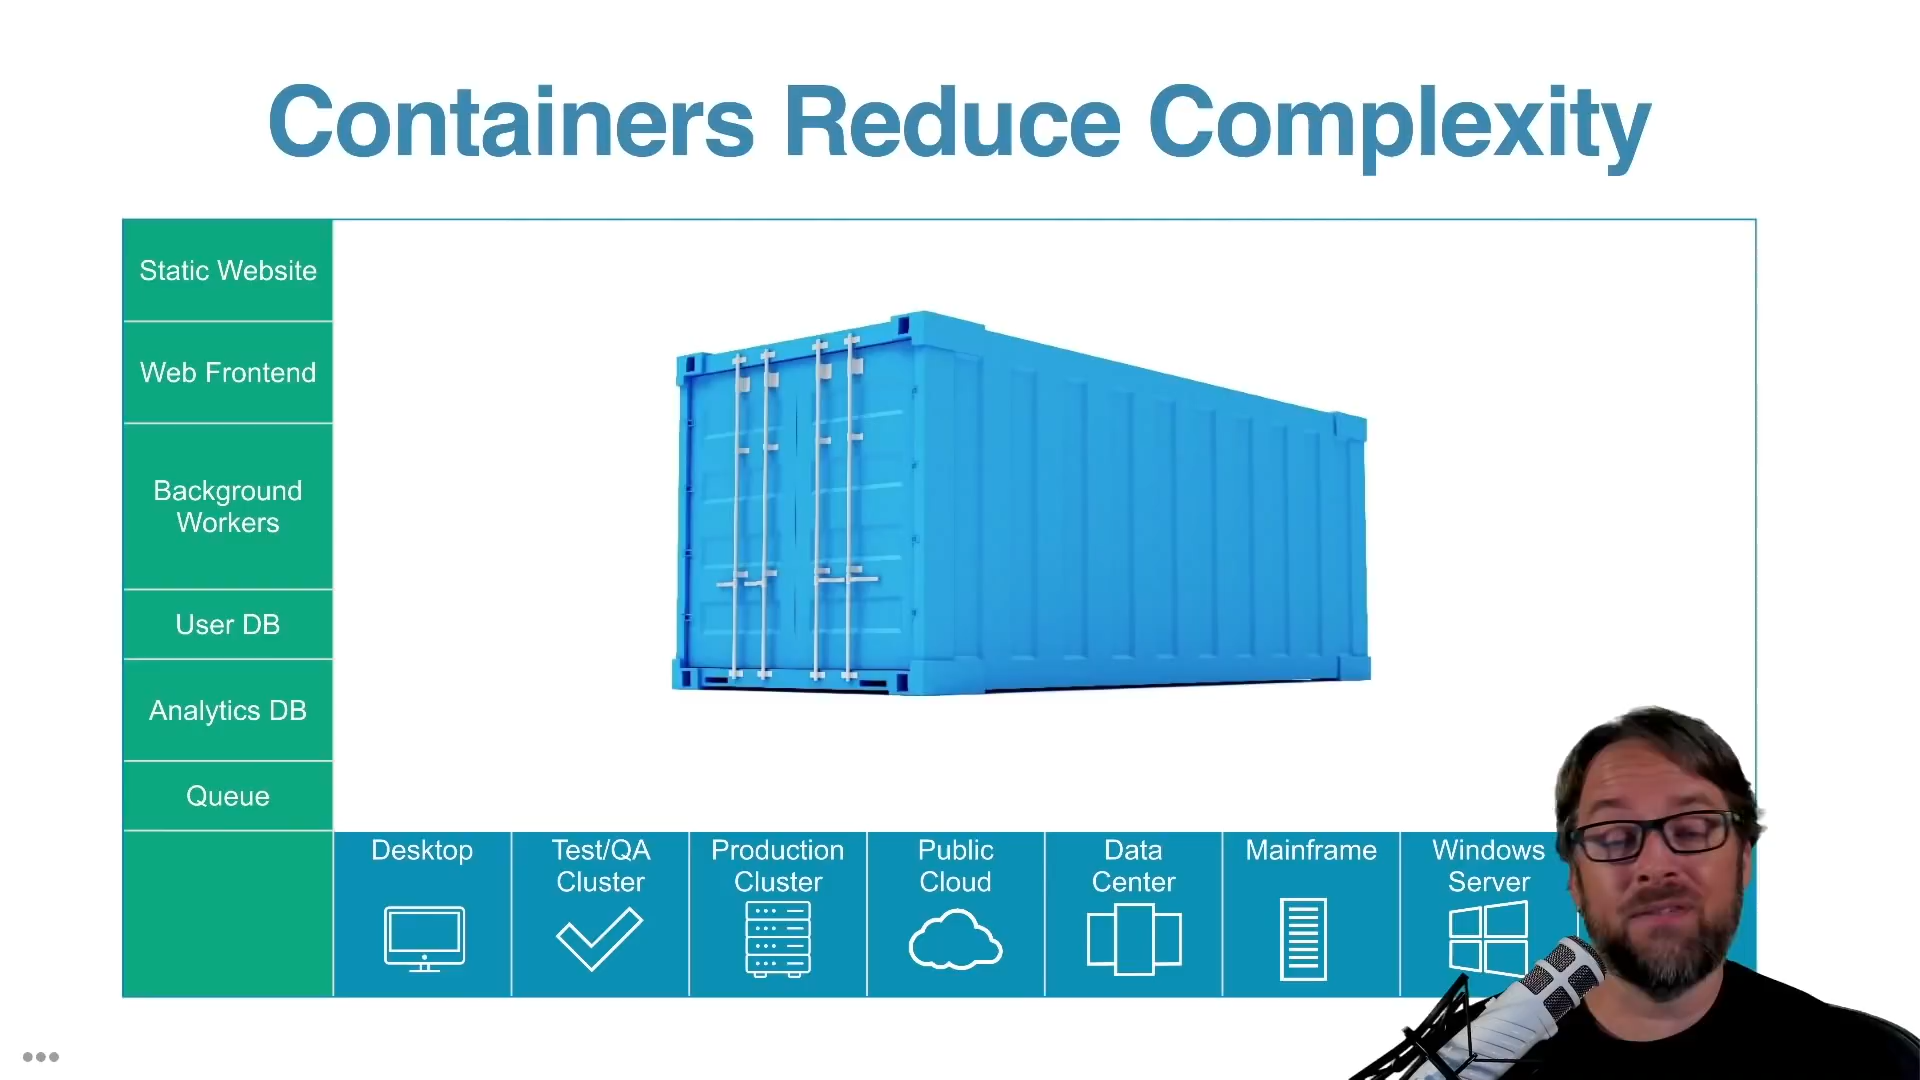 Containers Reduce Complexity
Static Website
Web Frontend
Background
Workers
User DB
Analytics DB
Queue
Desktop
Test/QA
Cluster
Production
Cluster
Public
Cloud
Data
Center
Mainframe
Windows
Server